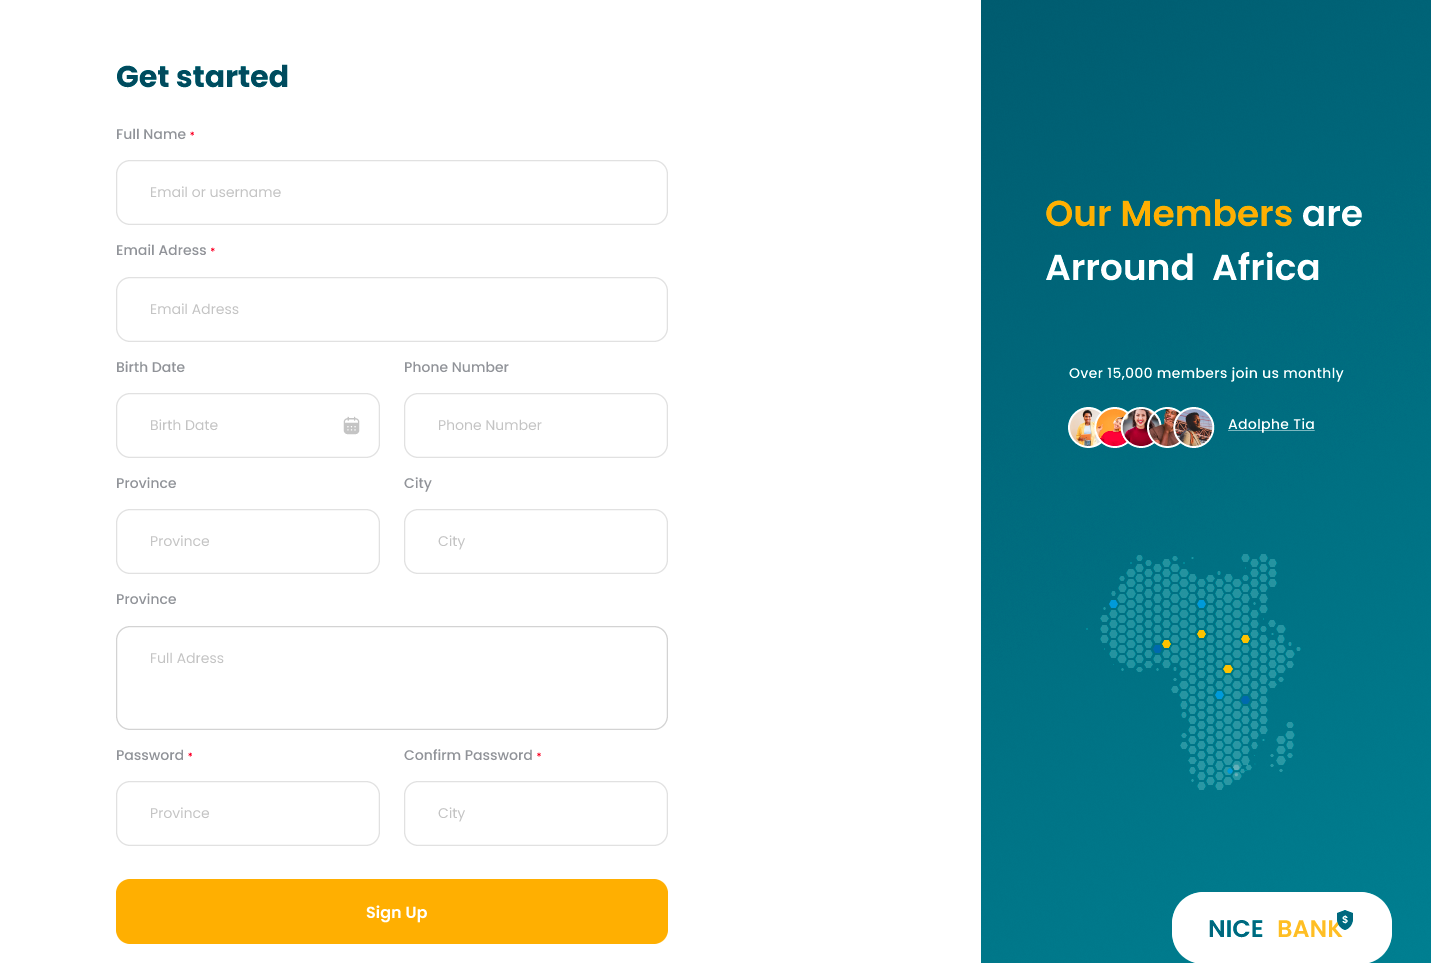 Get started
Full Name *
Email or username
Email Adress *
Email Adress
Birth Date
Phone Number
Birth Date
Phone Number
Province
City
Province
City
Province
Full Adress
Password *
Confirm Password *
Province
City
Sign Up
Our Members are
Arround Africa
Over 15,000 members join us monthly
Adolphe Tia
NICE BANK
$